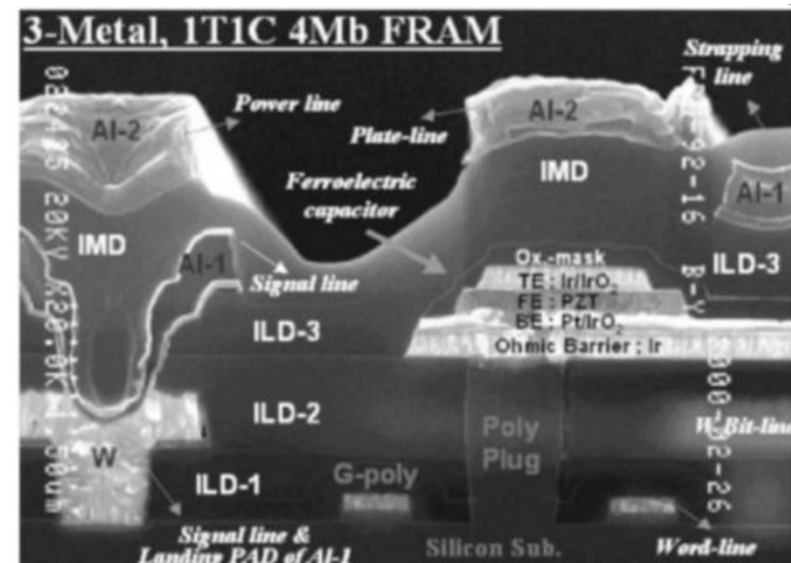 3-Metal, 1T1C 4Mb FRAM
Strapping
line
Power line
Al-2
Plate-line
Al-2
Ferroelectric
capacitor
IMD
IMD
Al-1
Al-1
Signal line
Ox.-mask
TE : Ir/IrO₂
FE : PZT
BE : Pt/IrO₂
Ohmic Barrier : Ir
ILD-3
ILD-3
ILD-2
W
Poly
Plug
W Bit-line
ILD-1
G-poly
Signal line &
Landing PAD of Al-1
Silicon Sub.
Word-line
20KV